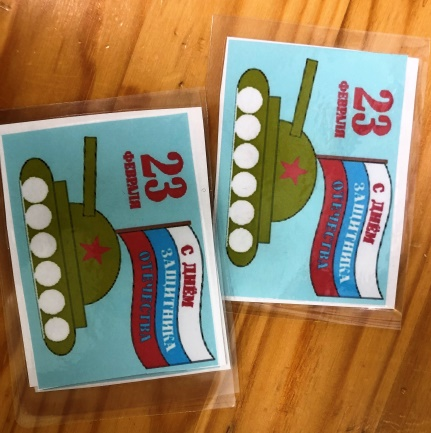 23
ФЕВРАЛЯ
С ДНЁМ
ЗАЩИТНИКА
ОТЕЧЕСТВА
23
ФЕВРАЛЯ
С ДНЁМ
ЗАЩИТНИКА
ОТЕЧЕСТВА